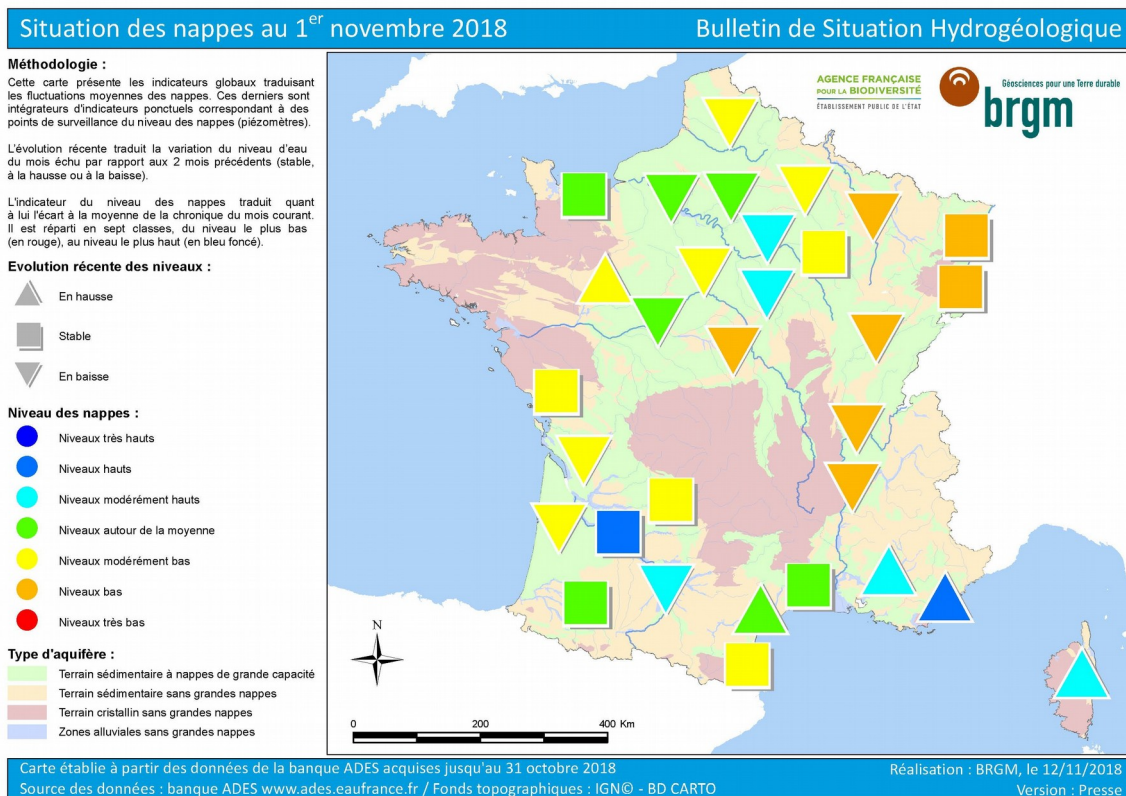 Situation des nappes au 1er novembre 2018
Bulletin de Situation Hydrogéologique
Méthodologie :
Cette carte présente les indicateurs globaux traduisant
les fluctuations moyennes des nappes. Ces derniers sont
intégrateurs d'indicateurs ponctuels correspondant à des
points de surveillance du niveau des nappes (piézomètres).
L'évolution récente traduit la variation du niveau d'eau
du mois échu par rapport aux 2 mois précédents (stable,
à la hausse ou à la baisse).
L'indicateur du niveau des nappes traduit quant
à lui l'écart à la moyenne de la chronique du mois courant.
Il est réparti en sept classes, du niveau le plus bas
(en rouge), au niveau le plus haut (en bleu foncé).
Evolution récente des niveaux :
En hausse
Stable
En baisse
Niveau des nappes :
Niveaux très hauts
Niveaux hauts
Niveaux modérément hauts
Niveaux autour de la moyenne
Niveaux modérément bas
Niveaux bas
Niveaux très bas
Type d'aquifère :
Terrain sédimentaire à nappes de grande capacité
Terrain sédimentaire sans grandes nappes
Terrain cristallin sans grandes nappes
Zones alluviales sans grandes nappes
AGENCE FRANÇAISE
POUR LA BIODIVERSITÉ
ÉTABLISSEMENT PUBLIC DE L'ÉTAT
Géosciences pour une Terre durable
brgm
N
0 200 400 Km
Carte établie à partir des données de la banque ADES acquises jusqu'au 31 octobre 2018
Source des données : banque ADES www.ades.eaufrance.fr / Fonds topographiques : IGN© - BD CARTO
Réalisation : BRGM, le 12/11/2018
Version : Presse